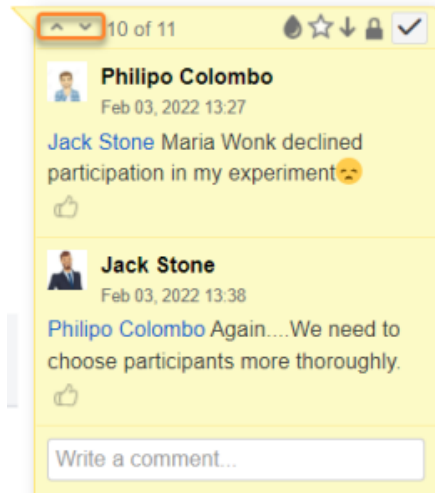 10 of 11
Philipo Colombo
Feb 03, 2022 13:27
Jack Stone Maria Wonk declined
participation in my experiment
Jack Stone
Feb 03, 2022 13:38
Philipo Colombo Again....We need to
choose participants more thoroughly.
Write a comment...